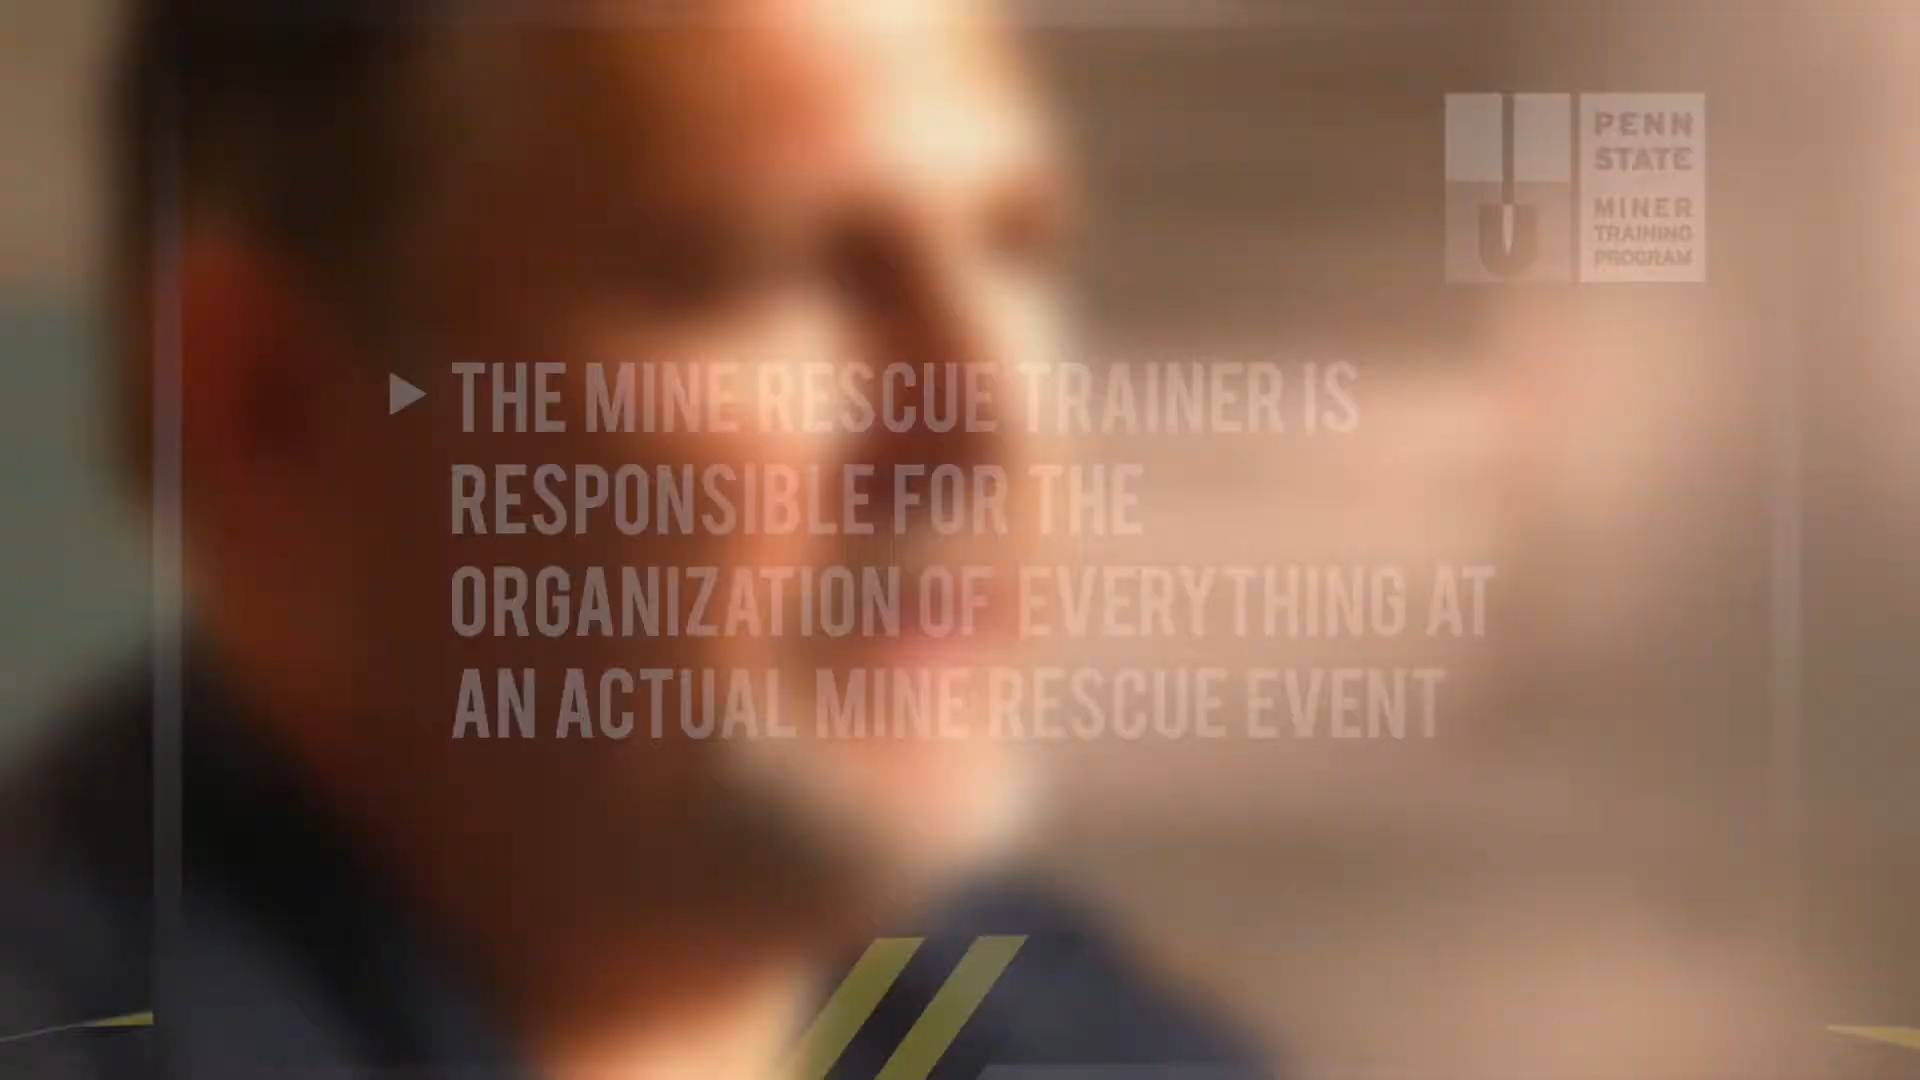 PENN
STATE
MINER
TRAINING
PROGRAM
THE MINE RESCUE TRAINER IS
RESPONSIBLE FOR THE
ORGANIZATION OF EVERYTHING AT
AN ACTUAL MINE RESCUE EVENT